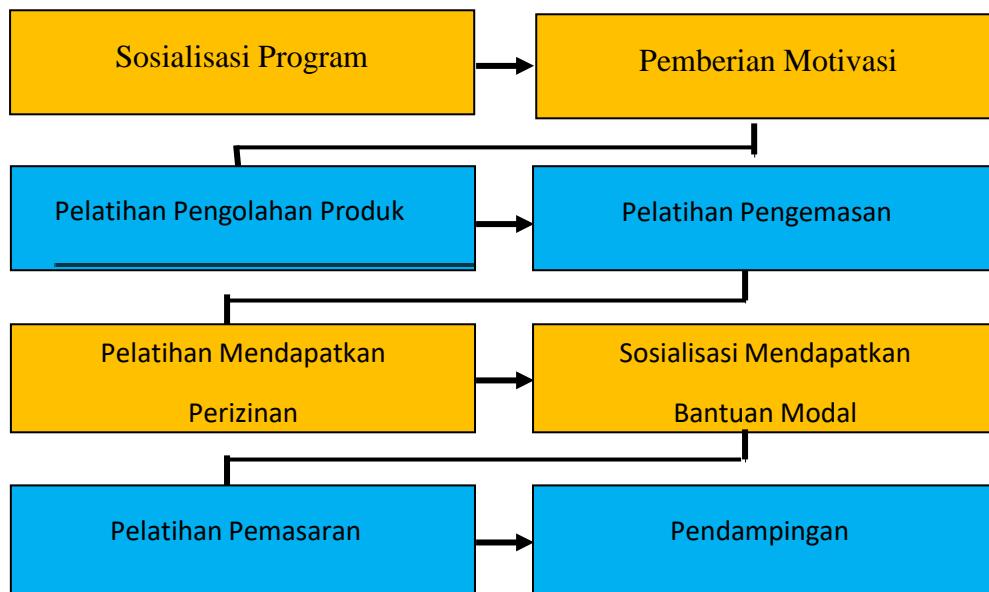 Sosialisasi Program
Pemberian Motivasi
Pelatihan Pengolahan Produk
Pelatihan Pengemasan
Pelatihan Mendapatkan
Perizinan
Sosialisasi Mendapatkan
Bantuan Modal
Pelatihan Pemasaran
Pendampingan